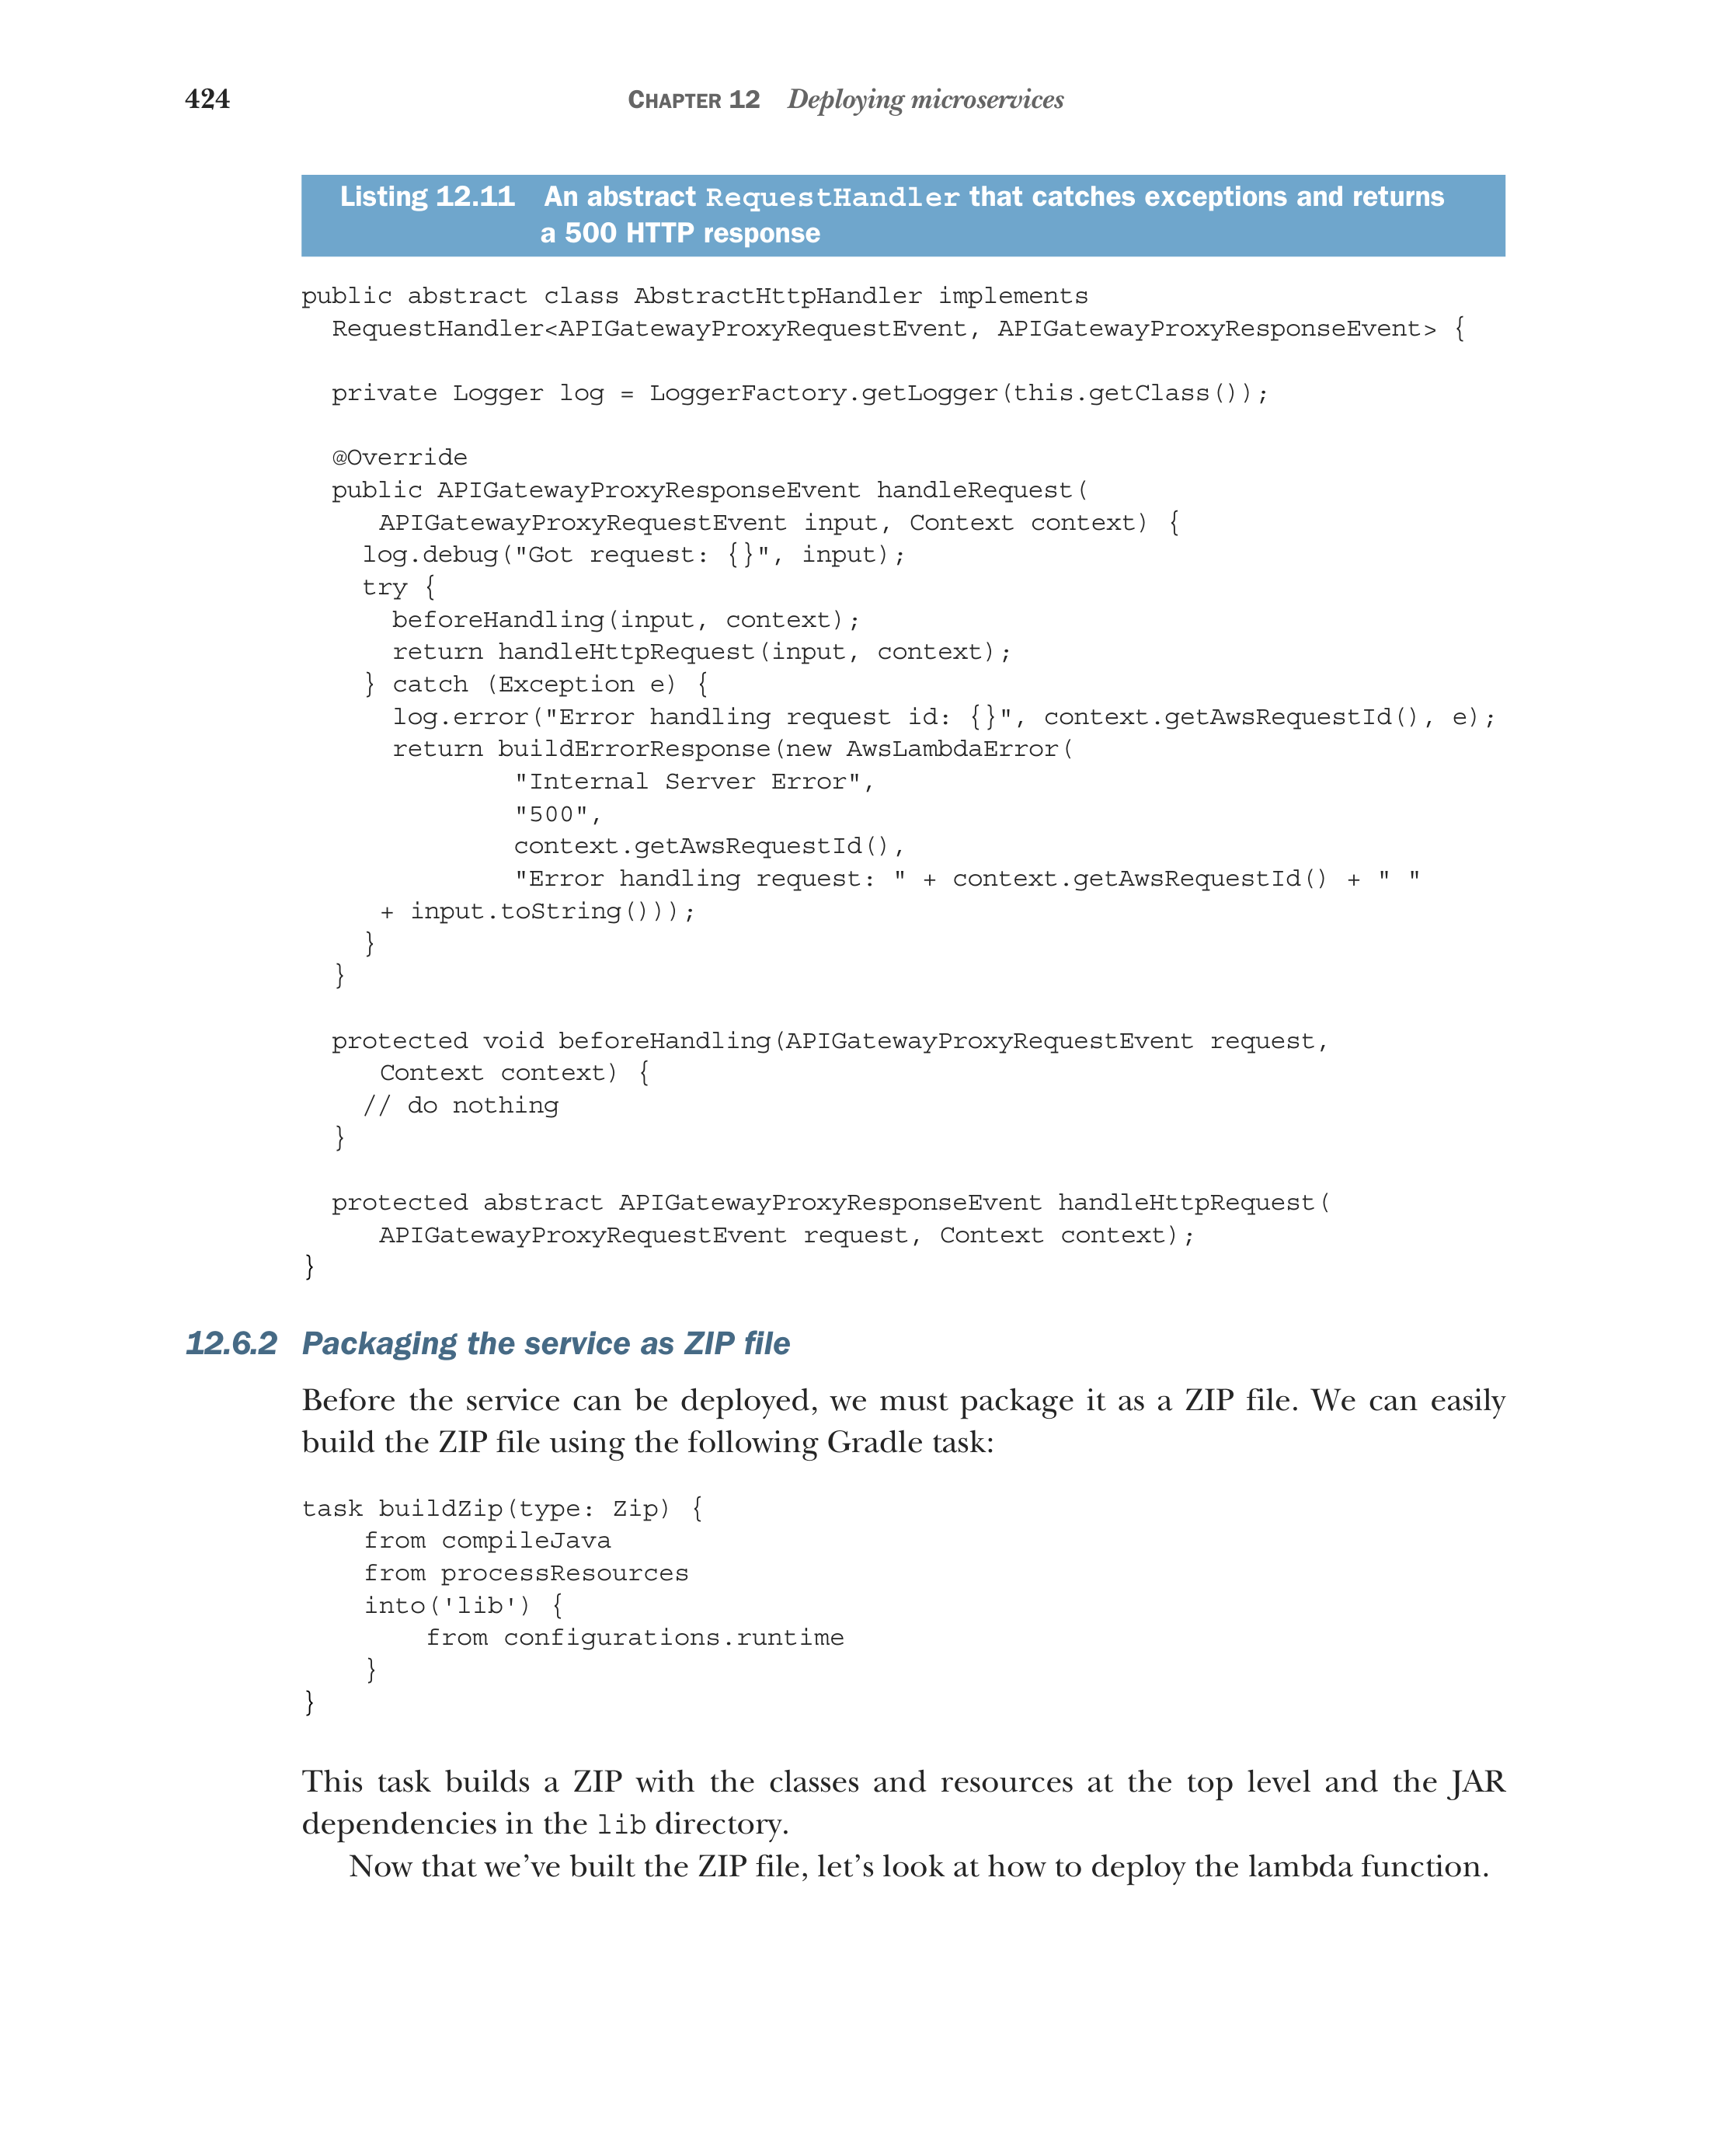 424
CHAPTER 12 Deploying microservices
Listing 12.11 An abstract RequestHandler that catches exceptions and returns
a 500 HTTP response
public abstract class AbstractHttpHandler implements
  RequestHandler<APIGatewayProxyRequestEvent, APIGatewayProxyResponseEvent> {
  private Logger log = LoggerFactory.getLogger(this.getClass());
  @Override
  public APIGatewayProxyResponseEvent handleRequest(
     APIGatewayProxyRequestEvent input, Context context) {
    log.debug("Got request: {}", input);
    try {
      beforeHandling(input, context);
      return handleHttpRequest(input, context);
    } catch (Exception e) {
      log.error("Error handling request id: {}", context.getAwsRequestId(), e);
      return buildErrorResponse(new AwsLambdaError(
              "Internal Server Error",
              "500",
              context.getAwsRequestId(),
              "Error handling request: " + context.getAwsRequestId() + " "
     + input.toString()));
    }
  }
  protected void beforeHandling(APIGatewayProxyRequestEvent request,
     Context context) {
    // do nothing
  }
  protected abstract APIGatewayProxyResponseEvent handleHttpRequest(
     APIGatewayProxyRequestEvent request, Context context);
}
12.6.2 Packaging the service as ZIP file
Before the service can be deployed, we must package it as a ZIP file. We can easily
build the ZIP file using the following Gradle task:
task buildZip(type: Zip) {
    from compileJava
    from processResources
    into('lib') {
        from configurations.runtime
    }
}
This task builds a ZIP with the classes and resources at the top level and the JAR
dependencies in the lib directory.
Now that we've built the ZIP file, let's look at how to deploy the lambda function.